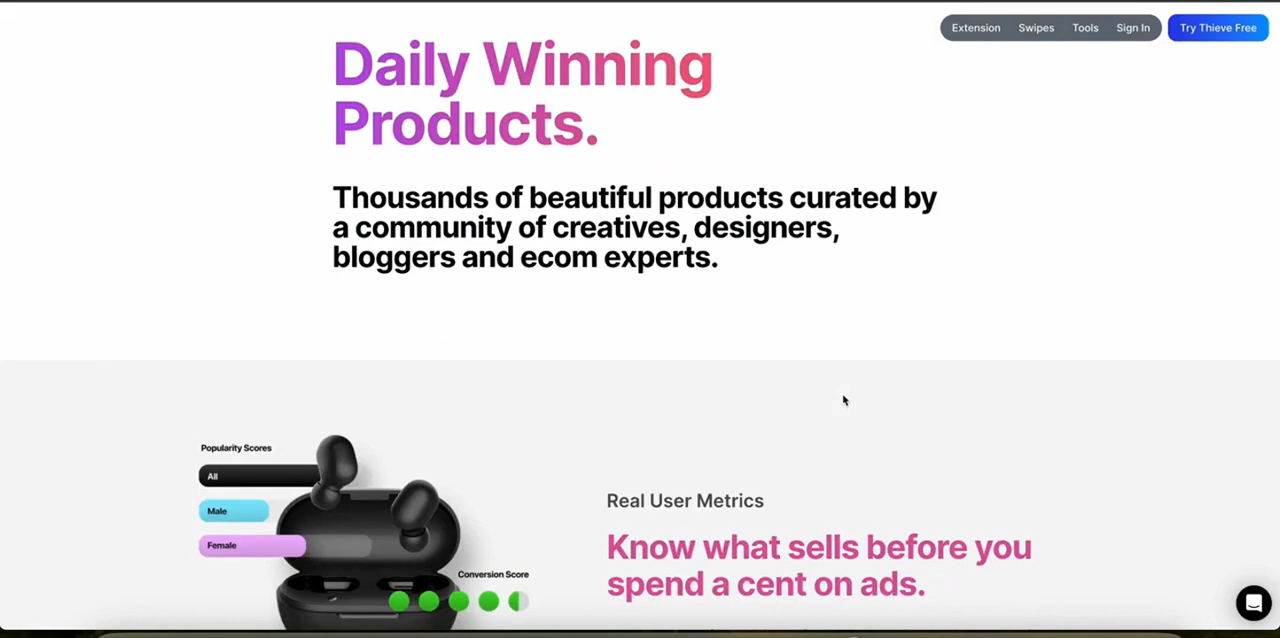 Extension Swipes Tools Sign In Try Thieve Free
Daily Winning
Products.
Thousands of beautiful products curated by
a community of creatives, designers,
bloggers and ecom experts.
Popularity Scores
All
Male
Female
Conversion Score
Real User Metrics
Know what sells before you
spend a cent on ads.